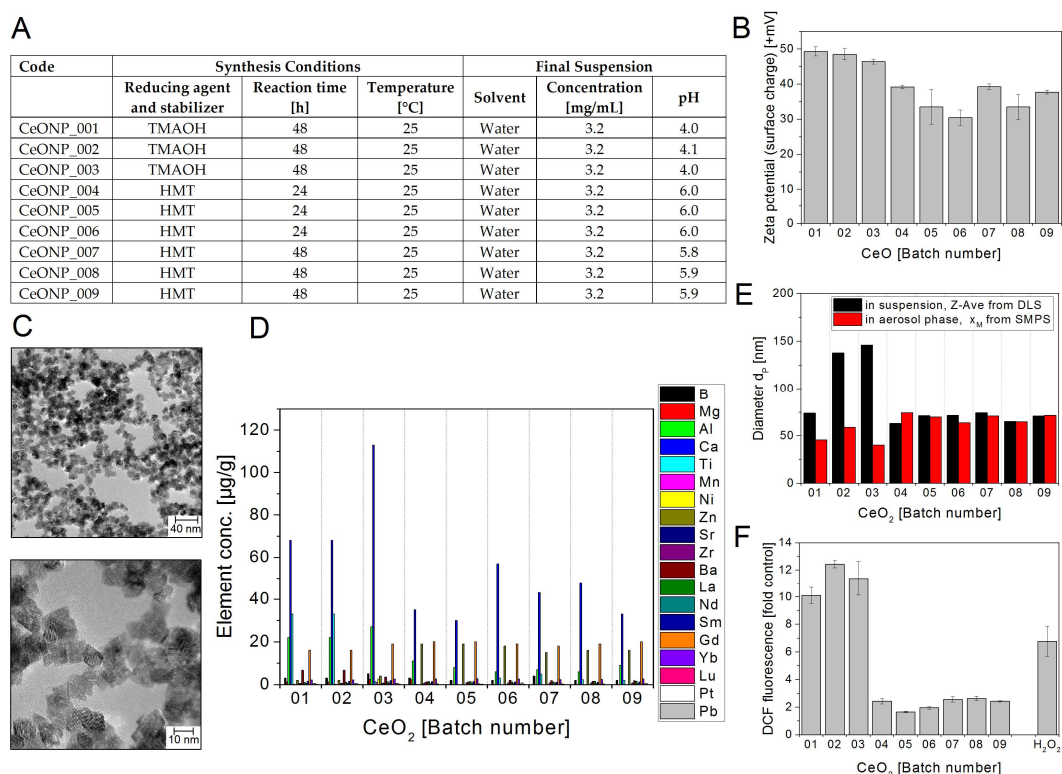 A
Code Synthesis Conditions Final Suspension
Reducing agent and stabilizer Reaction time [h] Temperature [°C] Solvent Concentration [mg/mL] pH
CeONP_001 TMAOH 48 25 Water 3.2 4.0
CeONP_002 TMAOH 48 25 Water 3.2 4.1
CeONP_003 TMAOH 48 25 Water 3.2 4.0
CeONP_004 HMT 24 25 Water 3.2 6.0
CeONP_005 HMT 24 25 Water 3.2 6.0
CeONP_006 HMT 24 25 Water 3.2 6.0
CeONP_007 HMT 48 25 Water 3.2 5.8
CeONP_008 HMT 48 25 Water 3.2 5.9
CeONP_009 HMT 48 25 Water 3.2 5.9
B
Zeta potential (surface charge) [+mV]
50
40
30
20
10
0
01 02 03 04 05 06 07 08 09
CeO [Batch number]
C
40 nm
10 nm
D
Element conc. [µg/g]
120
100
80
60
40
20
0
01 02 03 04 05 06 07 08 09
CeO₂ [Batch number]
B
Mg
Al
Ca
Ti
Mn
Ni
Zn
Sr
Zr
Ba
La
Nd
Sm
Gd
Yb
Lu
Pt
Pb
E
Diameter dₚ [nm]
200
150
100
50
0
in suspension, Z-Ave from DLS
in aerosol phase, x_M from SMPS
01 02 03 04 05 06 07 08 09
CeO₂ [Batch number]
F
DCF fluorescence [fold control]
14
12
10
8
6
4
2
0
01 02 03 04 05 06 07 08 09 H₂O₂
CeO₂ [Batch number]